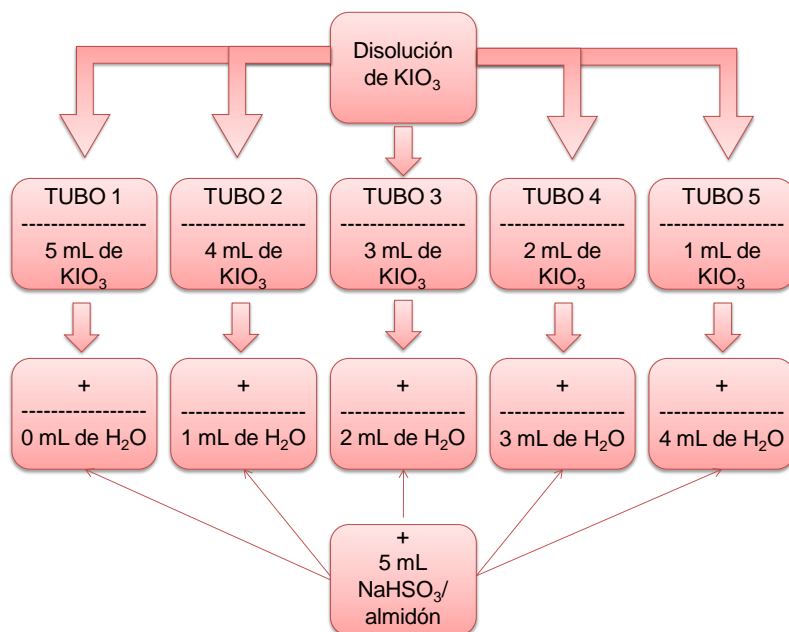 Disolución
de KIO₃
TUBO 1
------------------
5 mL de
KIO₃
TUBO 2
------------------
4 mL de
KIO₃
TUBO 3
------------------
3 mL de
KIO₃
TUBO 4
------------------
2 mL de
KIO₃
TUBO 5
------------------
1 mL de
KIO₃
+
------------------
0 mL de H₂O
+
------------------
1 mL de H₂O
+
------------------
2 mL de H₂O
+
------------------
3 mL de H₂O
+
------------------
4 mL de H₂O
+
5 mL
NaHSO₃/
almidón